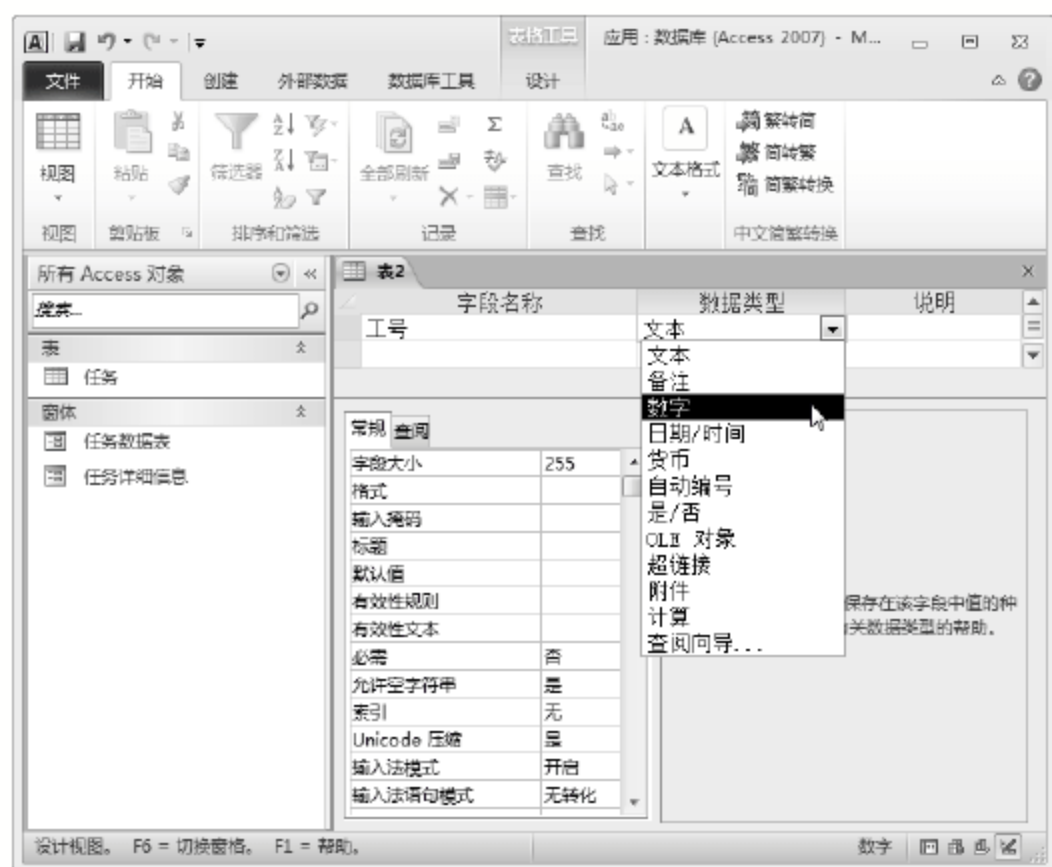 表格工具 应用 : 数据库 (Access 2007) - M...
文件 开始 创建 外部数据 数据库工具 设计
视图 粘贴 筛选器 全部刷新 查找 A 文本格式
繁转简
简转繁
简繁转换
视图 剪贴板 排序和筛选 记录 查找 中文简繁转换
所有 Access 对象
搜索...
表
任务
窗体
任务数据表
任务详细信息
表2
字段名称 数据类型 说明
工号 文本
文本
备注
数字
日期/时间
货币
自动编号
是/否
OLE 对象
超链接
附件
计算
查阅向导...
常规 查阅
字段大小 255
格式
输入掩码
标题
默认值
有效性规则
有效性文本
必需 否
允许空字符串 是
索引 无
Unicode 压缩 是
输入法模式 开启
输入法语句模式 无转化
保存在该字段中值的种
关数据类型的帮助。
设计视图。 F6 = 切换窗格。 F1 = 帮助。 数字